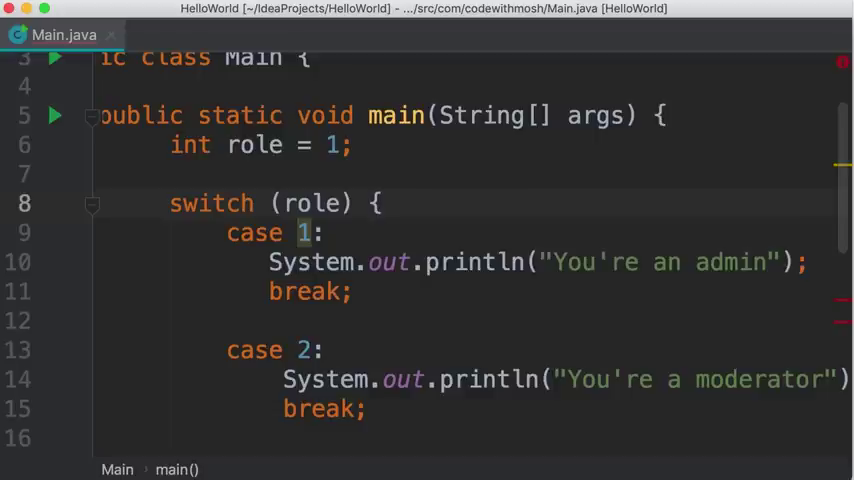 HelloWorld [~/IdeaProjects/HelloWorld] - .../src/com/codewithmosh/Main.java [HelloWorld]
Main.java
3 ic class Main {
4
5 public static void main(String[] args) {
6 int role = 1;
7
8 switch (role) {
9 case 1:
10 System.out.println("You're an admin");
11 break;
12
13 case 2:
14 System.out.println("You're a moderator")
15 break;
16
Main › main()